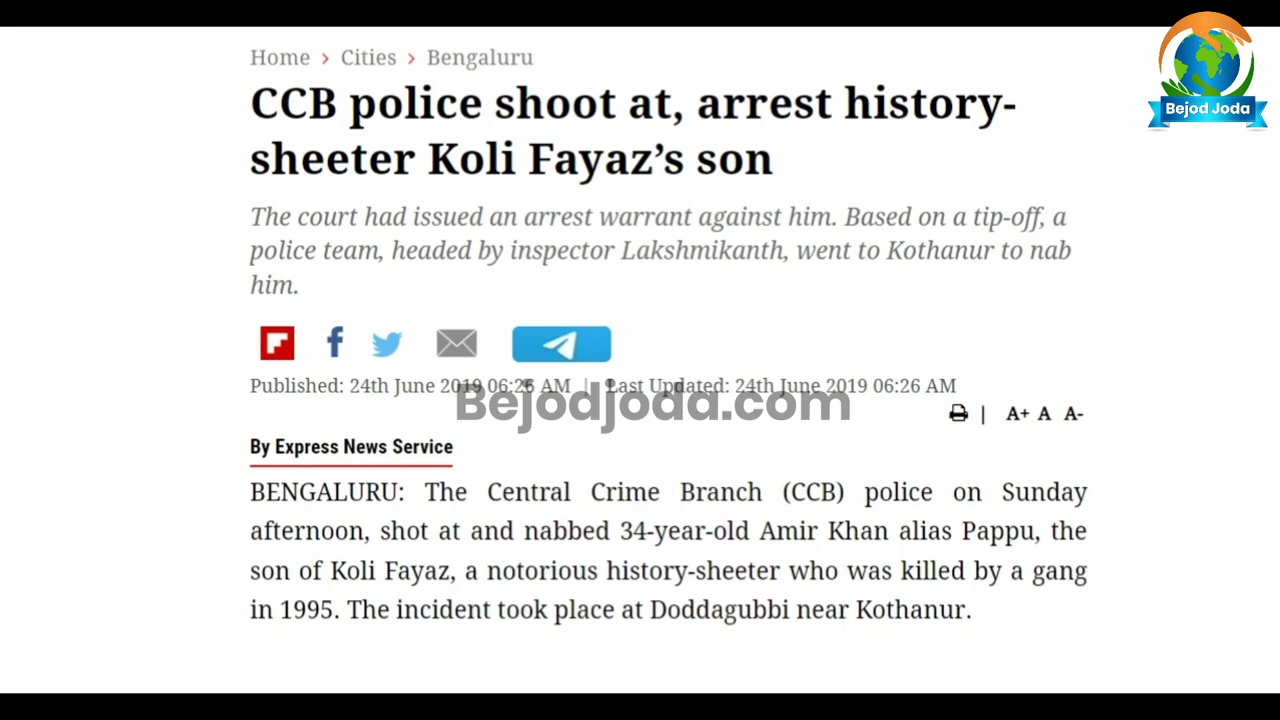 Home > Cities > Bengaluru
Bejod Joda
CCB police shoot at, arrest history-
sheeter Koli Fayaz’s son
The court had issued an arrest warrant against him. Based on a tip-off, a
police team, headed by inspector Lakshmikanth, went to Kothanur to nab
him.
Published: 24th June 2019 06:26 AM | Last Updated: 24th June 2019 06:26 AM
Bejodjoda.com
| A+ A A-
By Express News Service
BENGALURU: The Central Crime Branch (CCB) police on Sunday
afternoon, shot at and nabbed 34-year-old Amir Khan alias Pappu, the
son of Koli Fayaz, a notorious history-sheeter who was killed by a gang
in 1995. The incident took place at Doddagubbi near Kothanur.